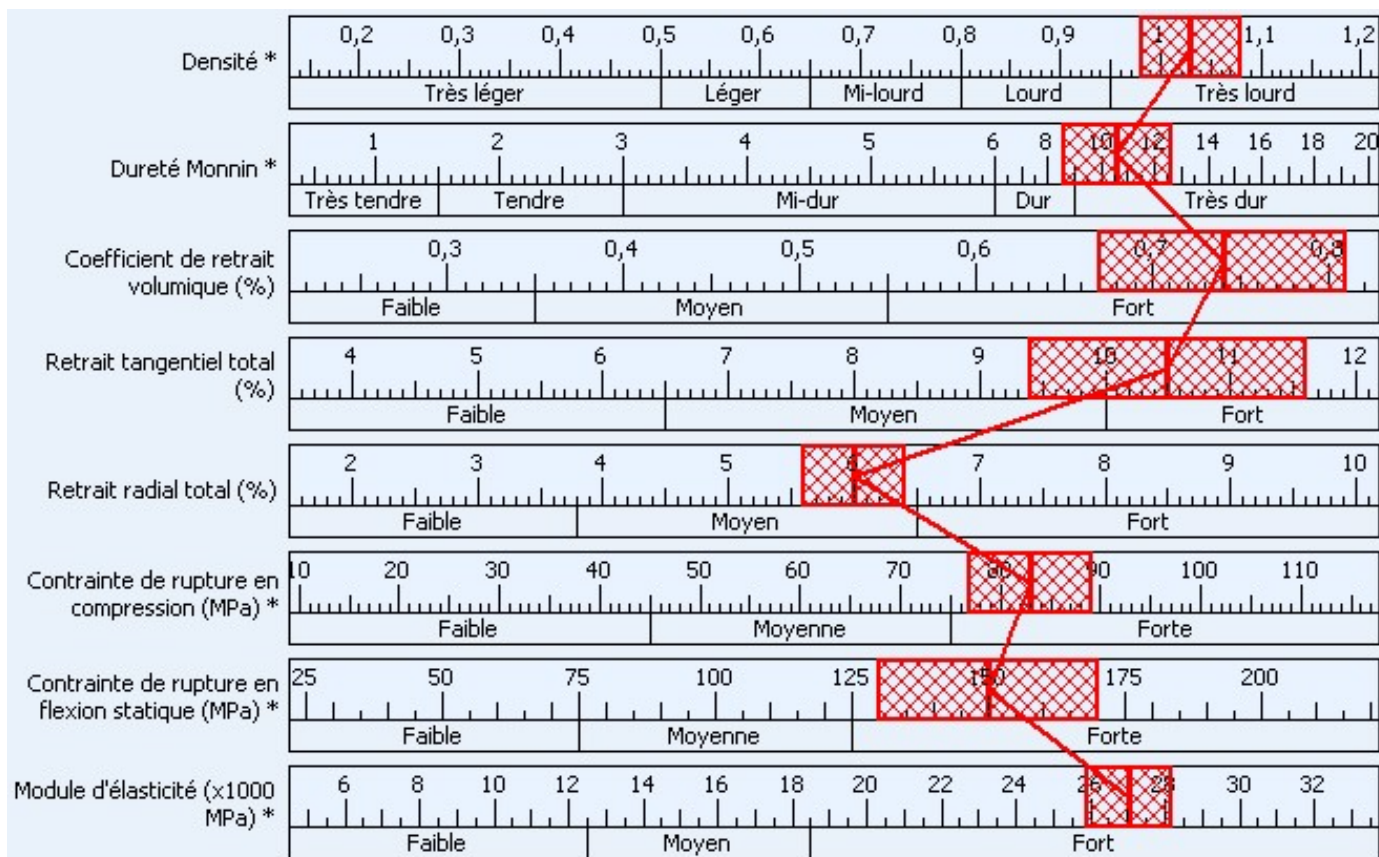 0,2 0,3 0,4 0,5 0,6 0,7 0,8 0,9 1 1,1 1,2
Densité *
Très léger Léger Mi-lourd Lourd Très lourd
1 2 3 4 5 6 8 10 12 14 16 18 20
Dureté Monnin *
Très tendre Tendre Mi-dur Dur Très dur
0,3 0,4 0,5 0,6 0,7 0,8
Coefficient de retrait
volumique (%)
Faible Moyen Fort
4 5 6 7 8 9 10 11 12
Retrait tangentiel total
(%)
Faible Moyen Fort
2 3 4 5 6 7 8 9 10
Retrait radial total (%)
Faible Moyen Fort
10 20 30 40 50 60 70 80 90 100 110
Contrainte de rupture en
compression (MPa) *
Faible Moyenne Forte
25 50 75 100 125 150 175 200
Contrainte de rupture en
flexion statique (MPa) *
Faible Moyenne Forte
6 8 10 12 14 16 18 20 22 24 26 28 30 32
Module d'élasticité (x1000
MPa) *
Faible Moyen Fort